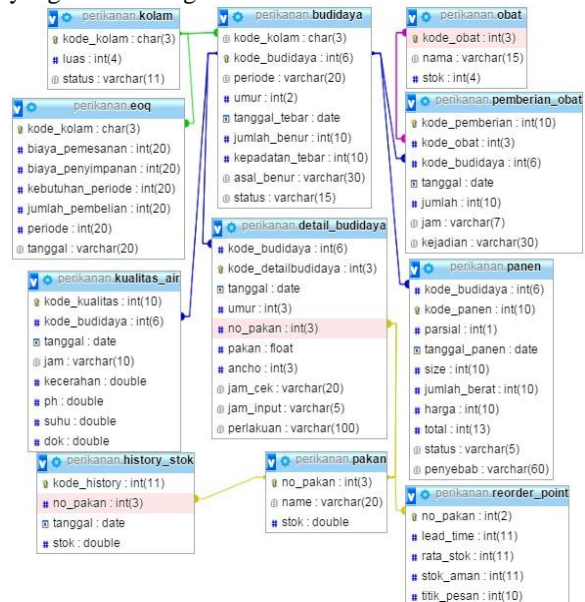 perikanan.kolam
kode_kolam : char(3)
luas : int(4)
status : varchar(11)
perikanan.budidaya
kode_kolam : char(3)
kode_budidaya : int(6)
periode : varchar(20)
umur : int(2)
tanggal_tebar : date
jumlah_benur : int(10)
kepadatan_tebar : int(10)
asal_benur : varchar(30)
status : varchar(15)
perikanan.obat
kode_obat : int(3)
nama : varchar(15)
stok : int(4)
perikanan.eoq
kode_kolam : char(3)
biaya_pemesanan : int(20)
biaya_penyimpanan : int(20)
kebutuhan_periode : int(20)
jumlah_pembelian : int(20)
periode : int(20)
tanggal : varchar(20)
perikanan.pemberian_obat
kode_pemberian : int(10)
kode_obat : int(3)
kode_budidaya : int(6)
tanggal : date
jumlah : int(10)
jam : varchar(7)
kejadian : varchar(30)
perikanan.detail_budidaya
kode_budidaya : int(6)
kode_detailbudidaya : int(3)
tanggal : date
umur : int(3)
no_pakan : int(3)
pakan : float
ancho : int(3)
jam_cek : varchar(20)
jam_input : varchar(5)
perlakuan : varchar(100)
perikanan.kualitas_air
kode_kualitas : int(10)
kode_budidaya : int(6)
tanggal : date
jam : varchar(10)
kecerahan : double
ph : double
suhu : double
dok : double
perikanan.panen
kode_budidaya : int(6)
kode_panen : int(10)
parsial : int(1)
tanggal_panen : date
size : int(10)
jumlah_berat : int(10)
harga : int(10)
total : int(13)
status : varchar(5)
penyebab : varchar(60)
perikanan.history_stok
kode_history : int(11)
no_pakan : int(3)
tanggal : date
stok : double
perikanan.pakan
no_pakan : int(3)
name : varchar(20)
stok : double
perikanan.reorder_point
no_pakan : int(2)
lead_time : int(11)
rata_stok : int(11)
stok_aman : int(11)
titik_pesan : int(10)